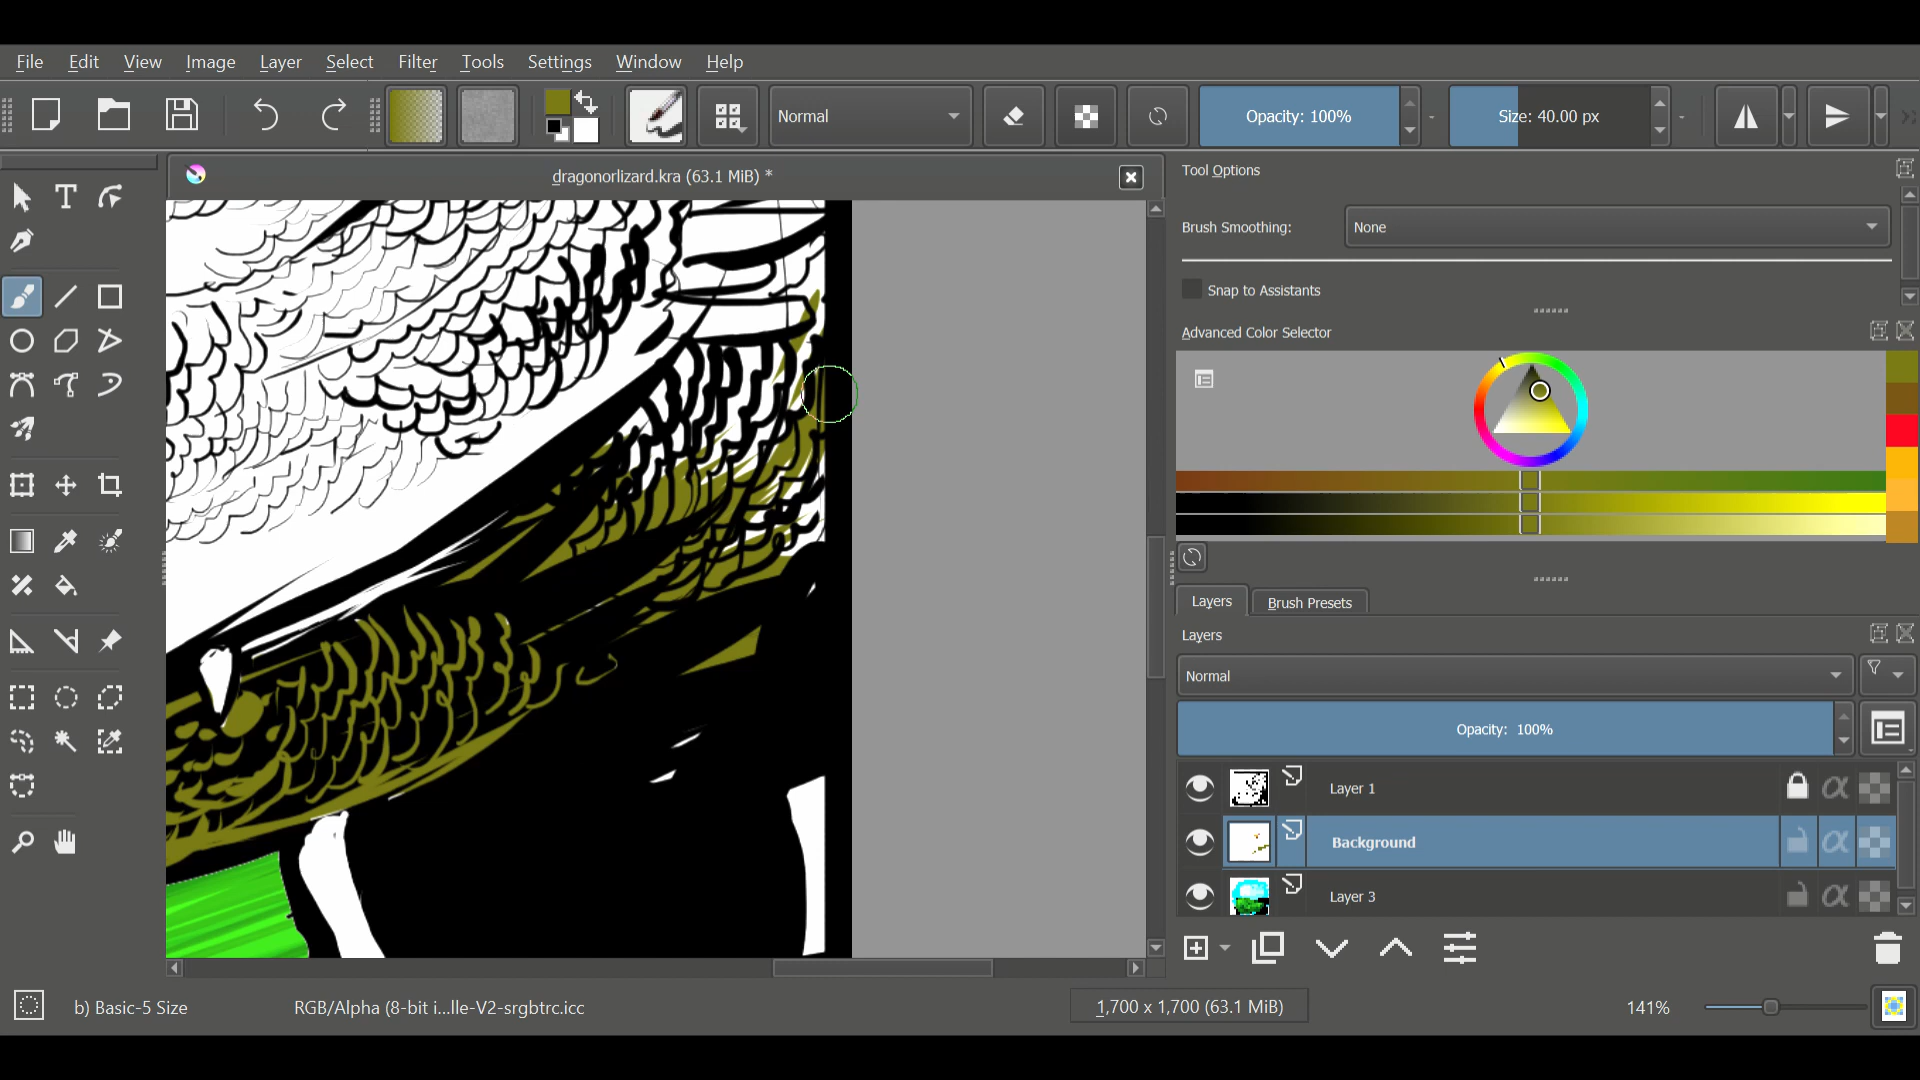 File Edit View Image Layer Select Filter Tools Settings Window Help
Normal Opacity: 100% Size: 40.00 px
dragonorlizard.kra (63.1 MiB) *
Tool Options
Brush Smoothing: None
Snap to Assistants
Advanced Color Selector
Layers Brush Presets
Layers
Normal
Opacity: 100%
Layer 1
Background
Layer 3
b) Basic-5 Size RGB/Alpha (8-bit i...lle-V2-srgbtrc.icc 1,700 x 1,700 (63.1 MiB) 141%